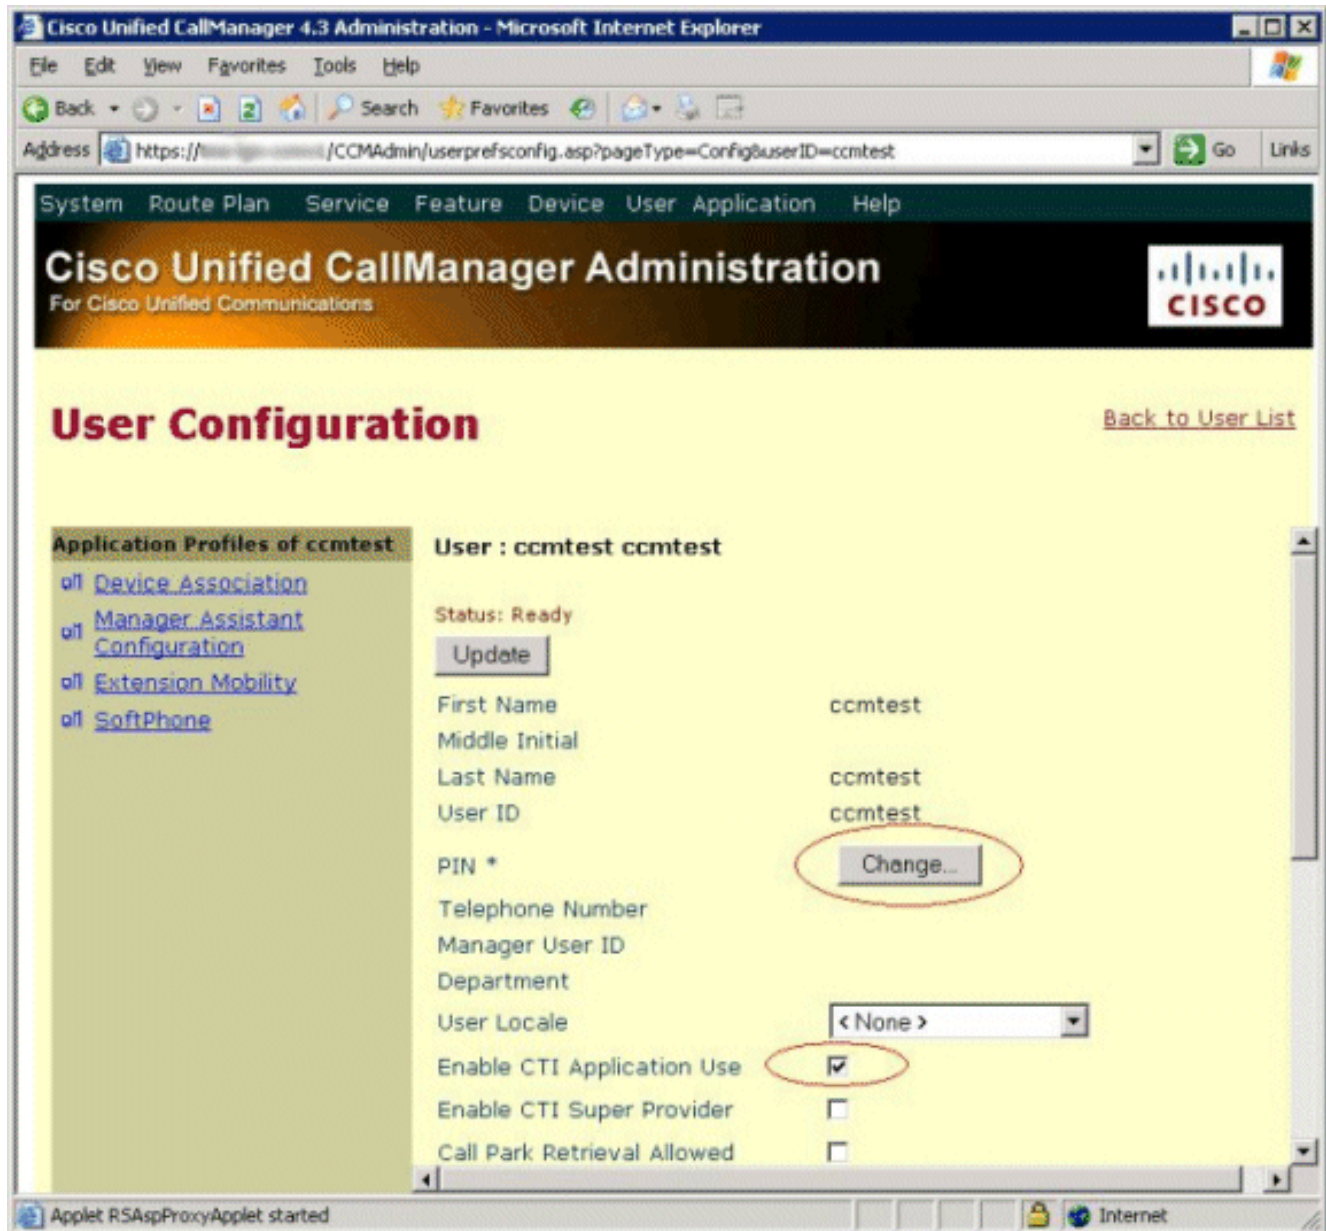 Cisco Unified CallManager 4.3 Administration - Microsoft Internet Explorer
File Edit View Favorites Tools Help
Back Search Favorites
Address https:// /CCMAdmin/userprefsconfig.asp?pageType=Config&userID=ccmtest Go Links
System Route Plan Service Feature Device User Application Help
Cisco Unified CallManager Administration
For Cisco Unified Communications
CISCO
User Configuration
Back to User List
Application Profiles of ccmtest
Device Association
Manager Assistant
Configuration
Extension Mobility
SoftPhone
User : ccmtest ccmtest
Status: Ready
Update
First Name ccmtest
Middle Initial
Last Name ccmtest
User ID ccmtest
PIN * Change...
Telephone Number
Manager User ID
Department
User Locale < None >
Enable CTI Application Use
Enable CTI Super Provider
Call Park Retrieval Allowed
Applet RSAspProxyApplet started Internet